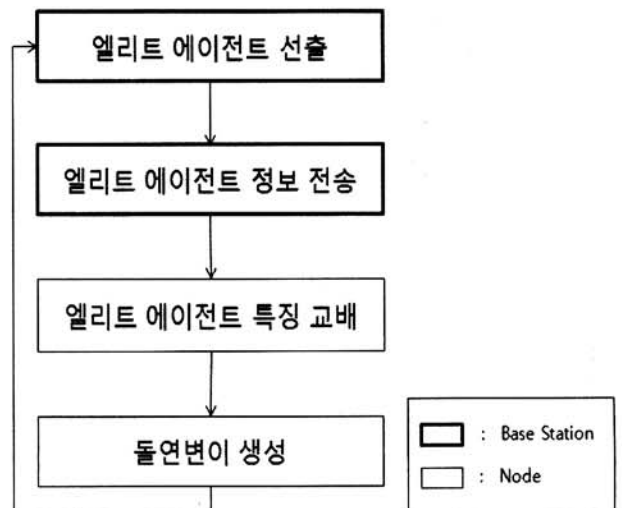 엘리트 에이전트 선출
엘리트 에이전트 정보 전송
엘리트 에이전트 특징 교배
돌연변이 생성
: Base Station
: Node